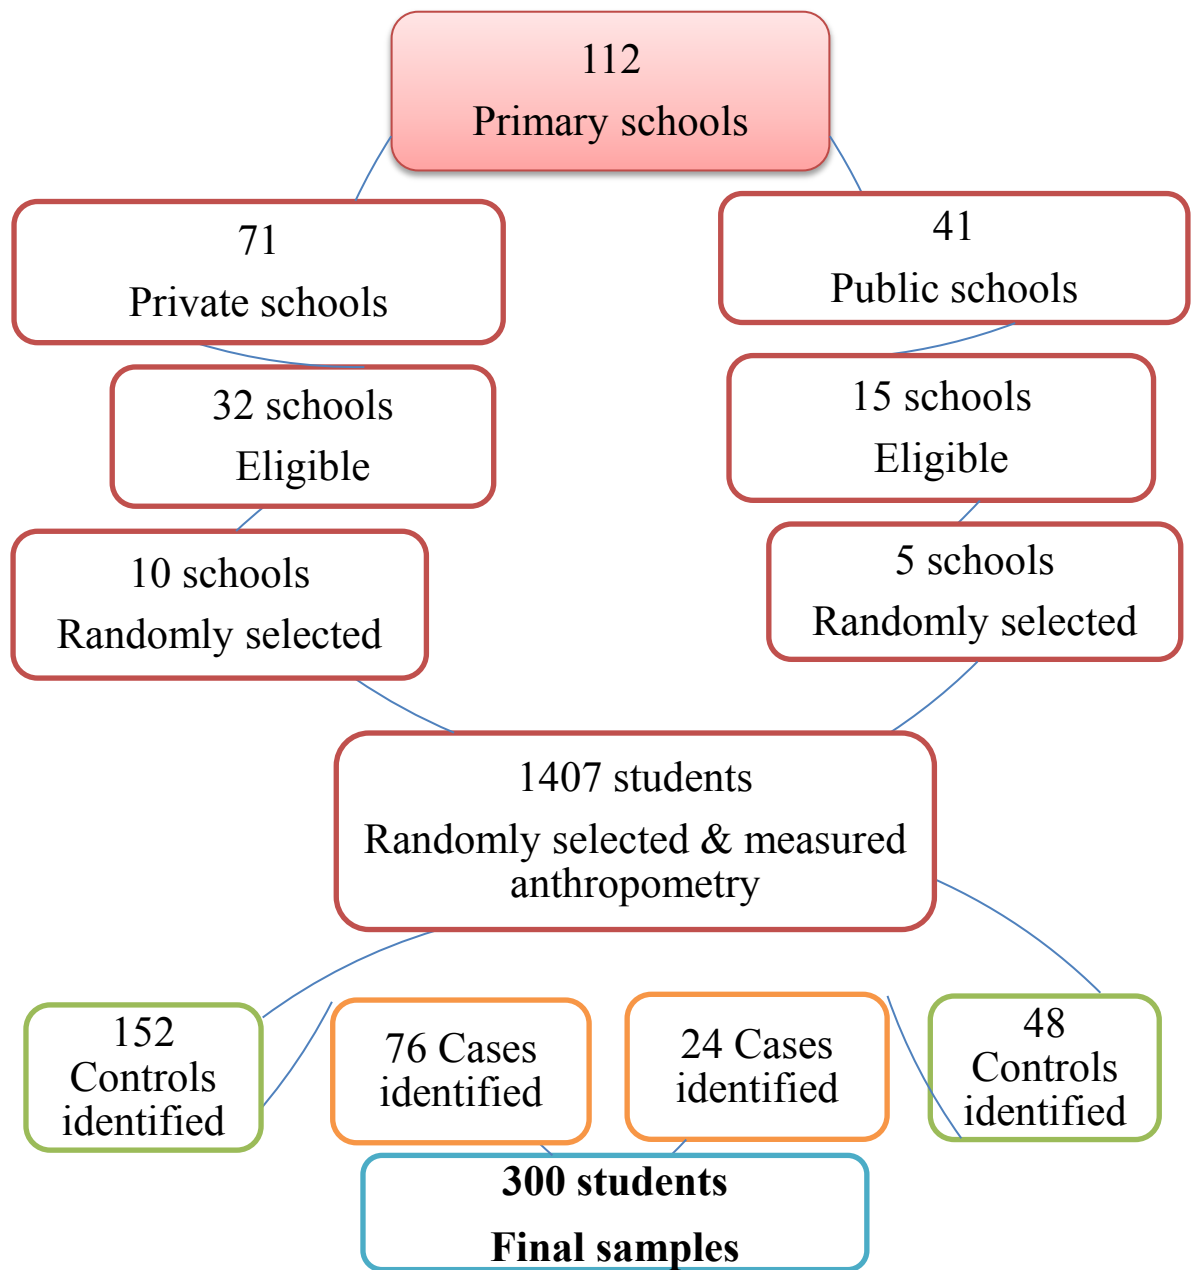 112
Primary schools
71
Private schools
41
Public schools
32 schools
Eligible
15 schools
Eligible
10 schools
Randomly selected
5 schools
Randomly selected
1407 students
Randomly selected & measured
anthropometry
152
Controls
identified
76 Cases
identified
24 Cases
identified
48
Controls
identified
300 students
Final samples